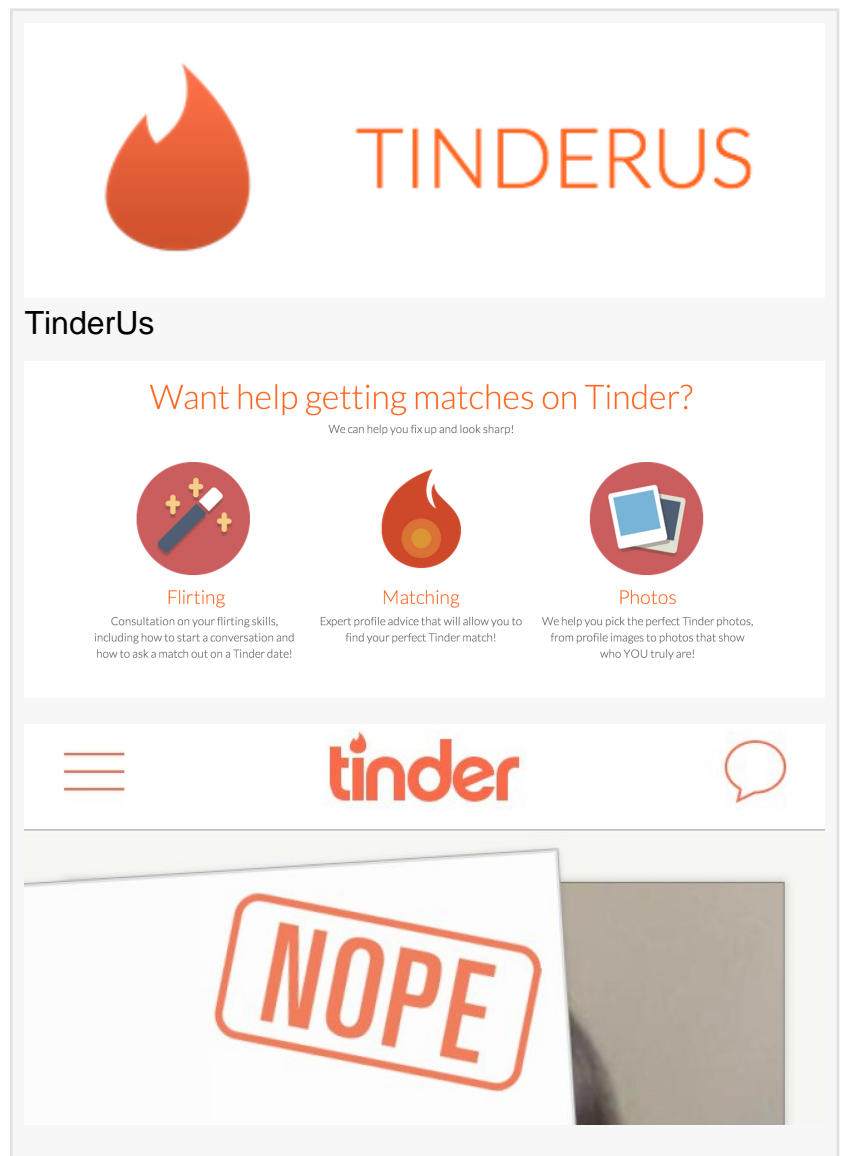 TINDERUS
TinderUs
Want help getting matches on Tinder?
We can help you fix up and look sharp!
Flirting
Consultation on your flirting skills,
including how to start a conversation and
how to ask a match out on a Tinder date!
Matching
Expert profile advice that will allow you to
find your perfect Tinder match!
Photos
We help you pick the perfect Tinder photos,
from profile images to photos that show
who YOU truly are!
tinder
NOPE